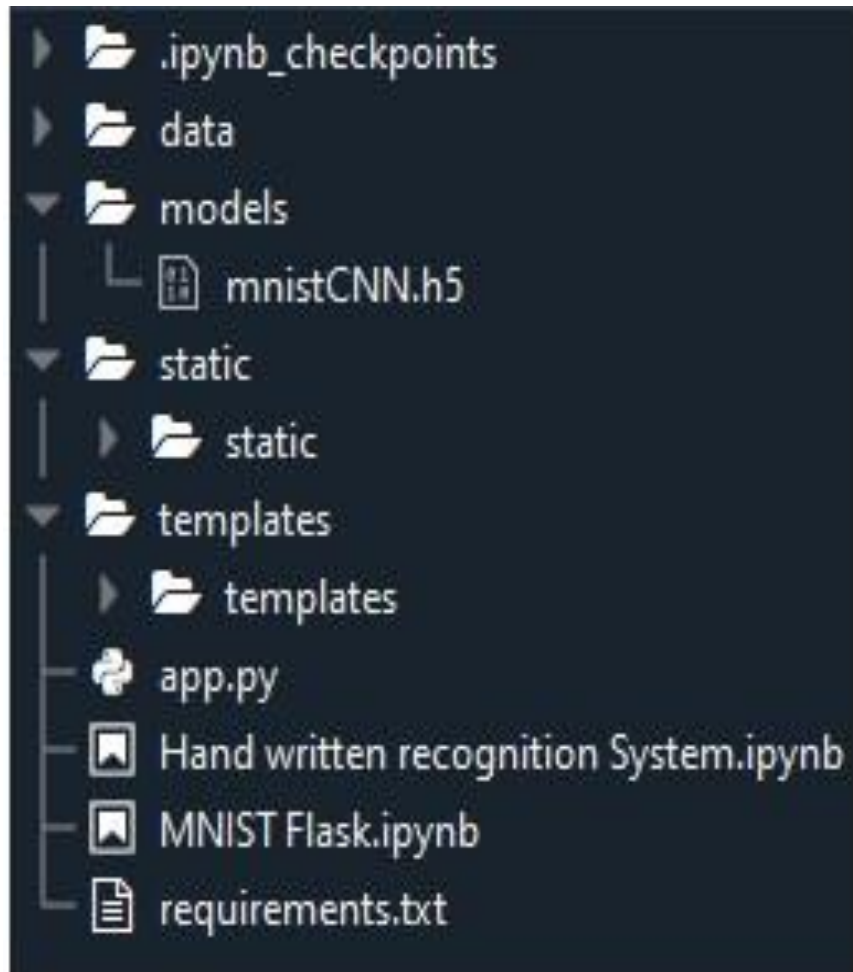 .ipynb_checkpoints
data
models
mnistCNN.h5
static
static
templates
templates
app.py
Hand written recognition System.ipynb
MNIST Flask.ipynb
requirements.txt